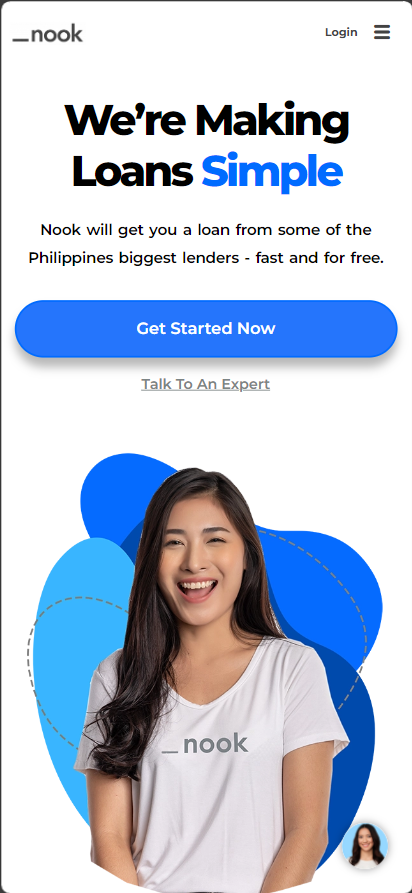 _nook
Login
We’re Making
Loans Simple
Nook will get you a loan from some of the
Philippines biggest lenders - fast and for free.
Get Started Now
Talk To An Expert
_nook